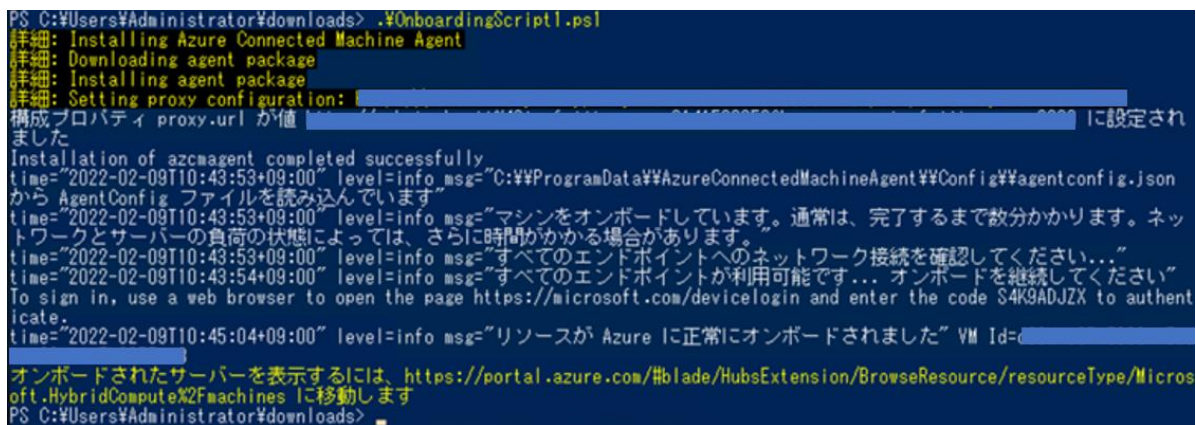 PS C:¥Users¥Administrator¥downloads> .¥OnboardingScript1.ps1
詳細: Installing Azure Connected Machine Agent
詳細: Downloading agent package
詳細: Installing agent package
詳細: Setting proxy configuration:
構成プロパティ proxy.url が値 に設定され
ました
Installation of azcmagent completed successfully
time="2022-02-09T10:43:53+09:00" level=info msg="C:¥¥ProgramData¥¥AzureConnectedMachineAgent¥¥Config¥¥agentconfig.json
から AgentConfig ファイルを読み込んでいます"
time="2022-02-09T10:43:53+09:00" level=info msg="マシンをオンボードしています。通常は、完了するまで数分かかります。ネッ
トワークとサーバーの負荷の状態によっては、さらに時間がかかる場合があります。"
time="2022-02-09T10:43:53+09:00" level=info msg="すべてのエンドポイントへのネットワーク接続を確認してください..."
time="2022-02-09T10:43:54+09:00" level=info msg="すべてのエンドポイントが利用可能です... オンボードを継続してください"
To sign in, use a web browser to open the page https://microsoft.com/devicelogin and enter the code S4K9ADJZX to authent
icate.
time="2022-02-09T10:45:04+09:00" level=info msg="リソースが Azure に正常にオンボードされました" VM Id=
オンボードされたサーバーを表示するには、https://portal.azure.com/#blade/HubsExtension/BrowseResource/resourceType/Micros
oft.HybridCompute%2Fmachines に移動します
PS C:¥Users¥Administrator¥downloads>